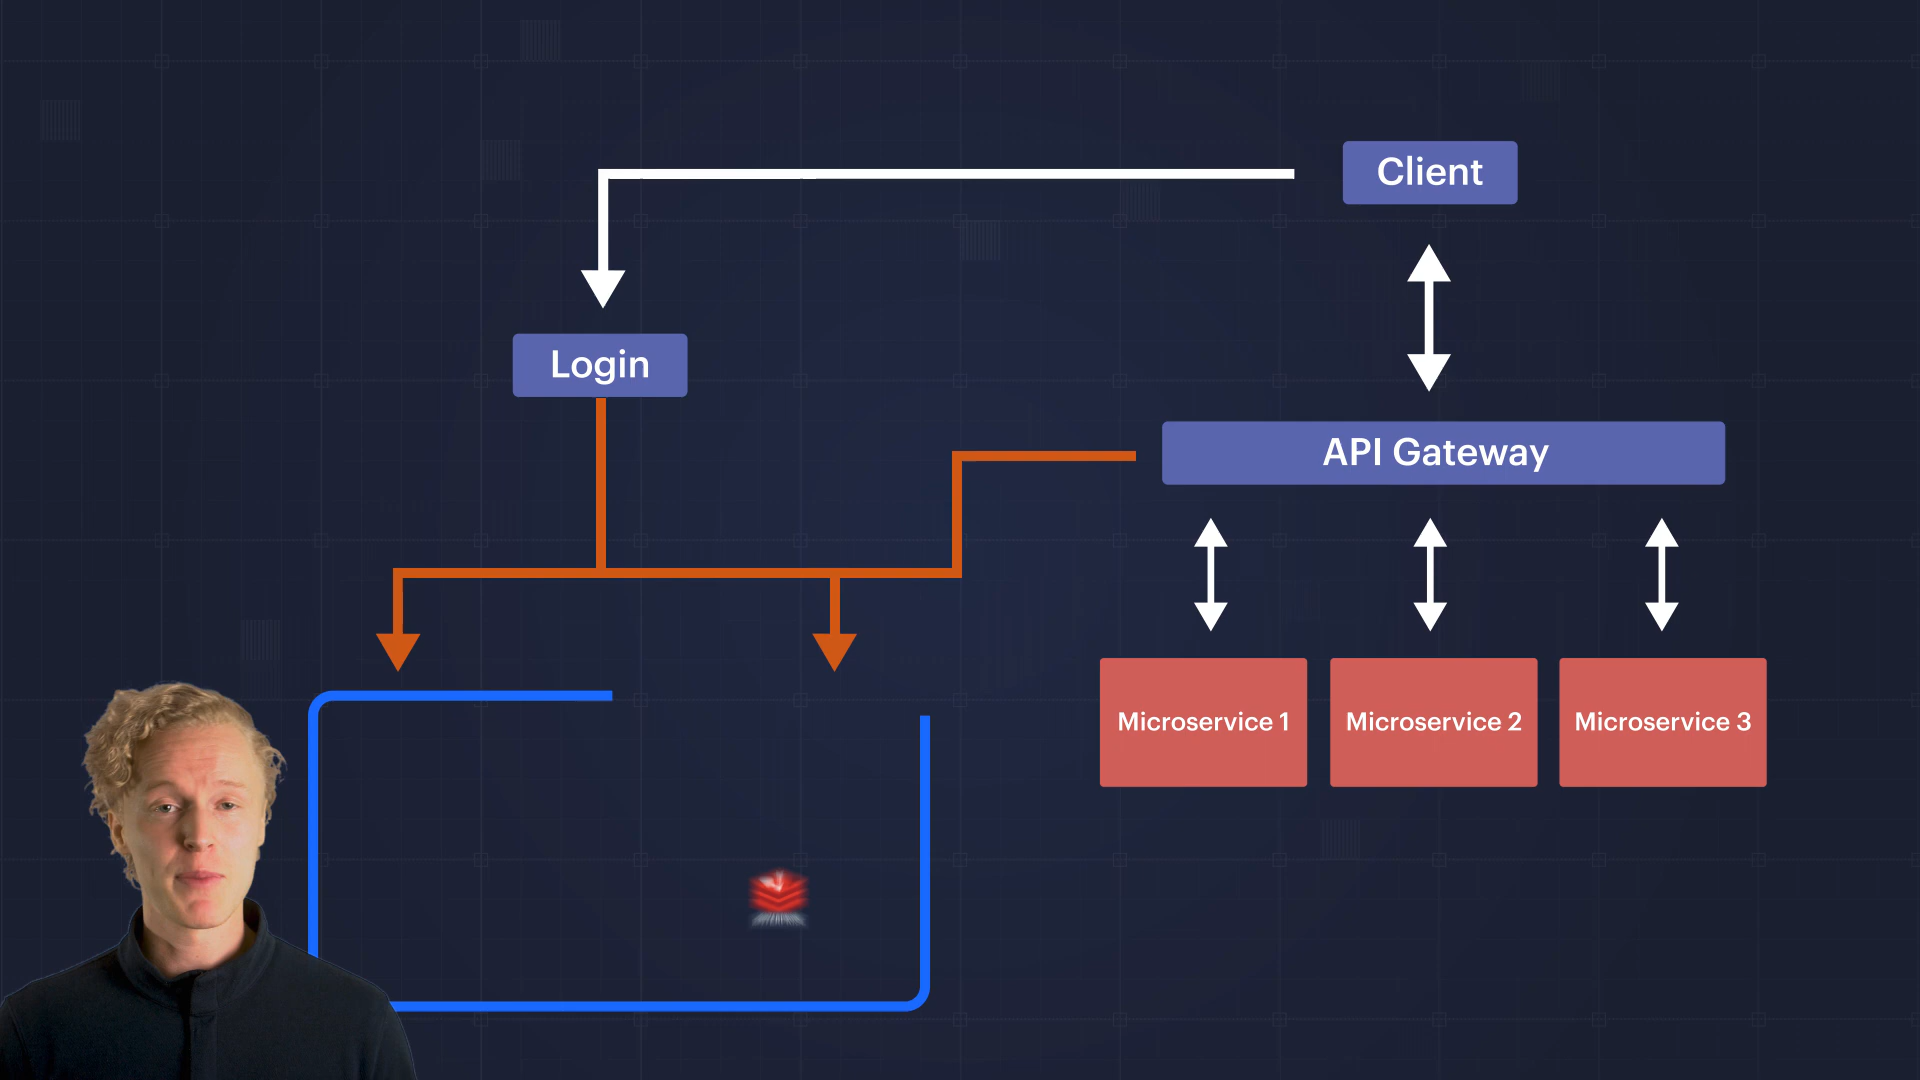 Client
Login
API Gateway
Microservice 1
Microservice 2
Microservice 3